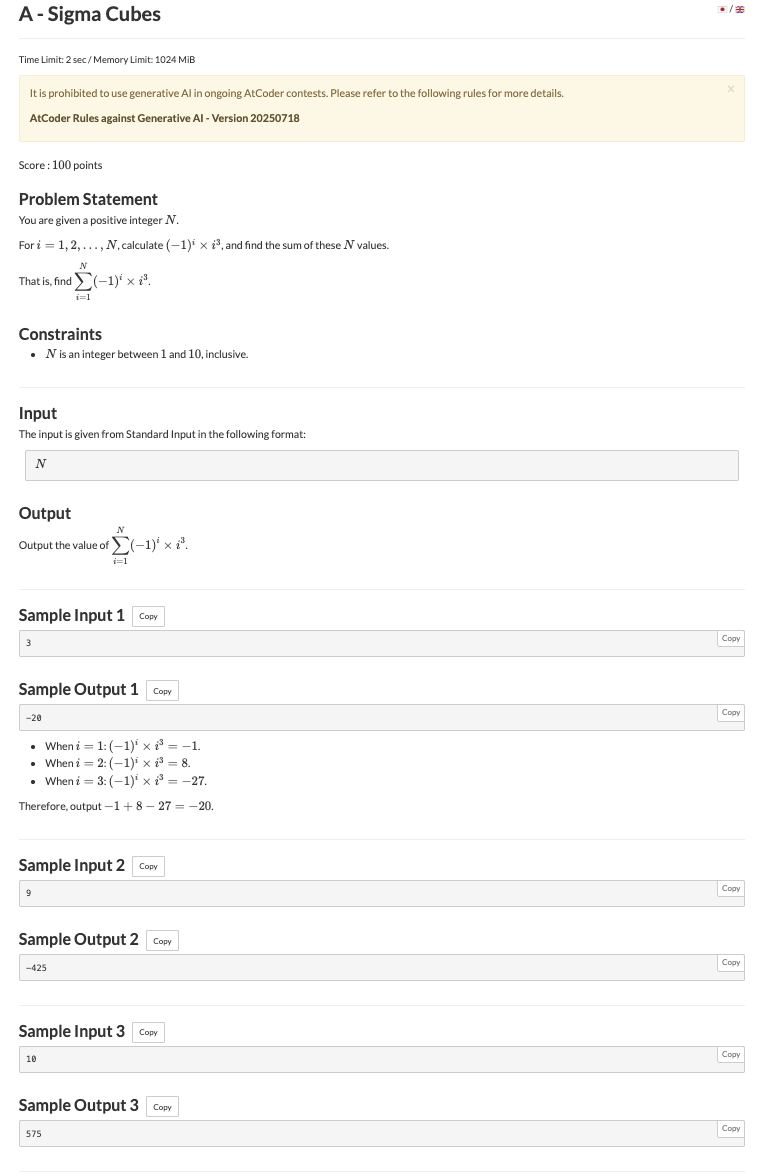 A - Sigma Cubes
/
Time Limit: 2 sec / Memory Limit: 1024 MiB
It is prohibited to use generative AI in ongoing AtCoder contests. Please refer to the following rules for more details.
×
AtCoder Rules against Generative AI - Version 20250718
Score : 100 points
Problem Statement
You are given a positive integer N.
For i = 1, 2, . . . , N, calculate (−1)^i × i^3, and find the sum of these N values.
That is, find \sum_{i=1}^{N} (−1)^i × i^3.
Constraints
• N is an integer between 1 and 10, inclusive.
Input
The input is given from Standard Input in the following format:
N
Output
Output the value of \sum_{i=1}^{N} (−1)^i × i^3.
Sample Input 1 Copy
3 Copy
Sample Output 1 Copy
-20 Copy
• When i = 1: (−1)^i × i^3 = −1.
• When i = 2: (−1)^i × i^3 = 8.
• When i = 3: (−1)^i × i^3 = −27.
Therefore, output −1 + 8 − 27 = −20.
Sample Input 2 Copy
9 Copy
Sample Output 2 Copy
-425 Copy
Sample Input 3 Copy
10 Copy
Sample Output 3 Copy
575 Copy